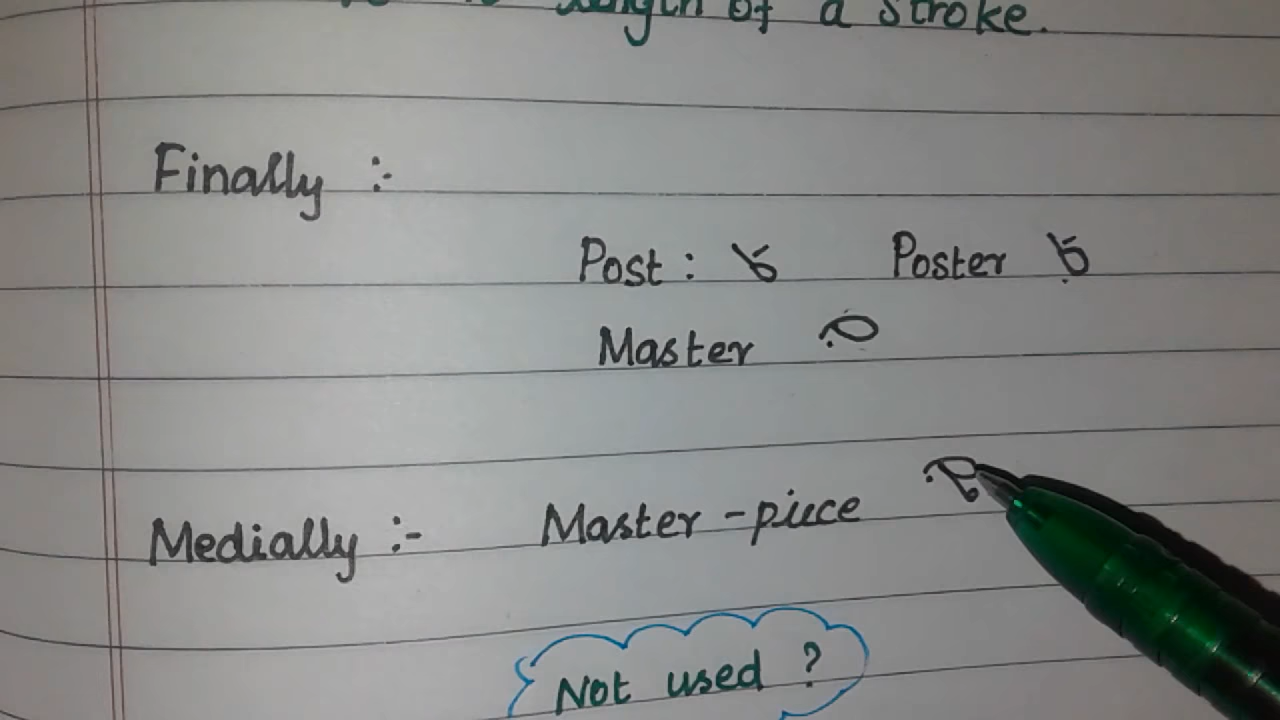 length of a stroke.
Finally :-
Post : Poster
Master
Medially :- Master - piece
Not used ?